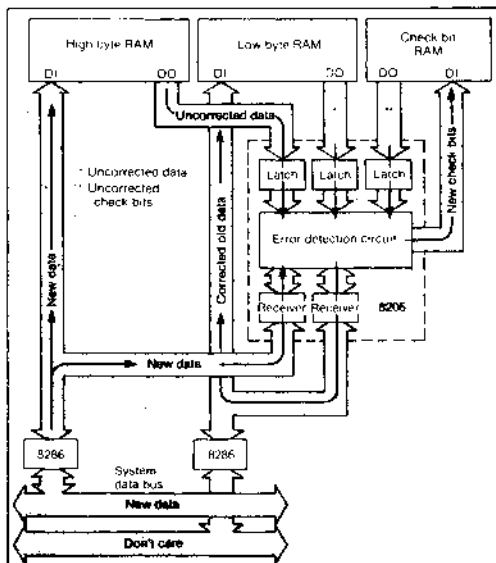 High byte RAM
DI
DO
Low byte RAM
DI
DO
Check bit
RAM
DO
DI
Uncorrected data
Uncorrected data
Uncorrected
check bits
Latch
Latch
Latch
New check bits
Error detection circuit
Corrected old data
New data
Receiver
Receiver
8206
New data
8286
8286
System
data bus
New data
Don't care